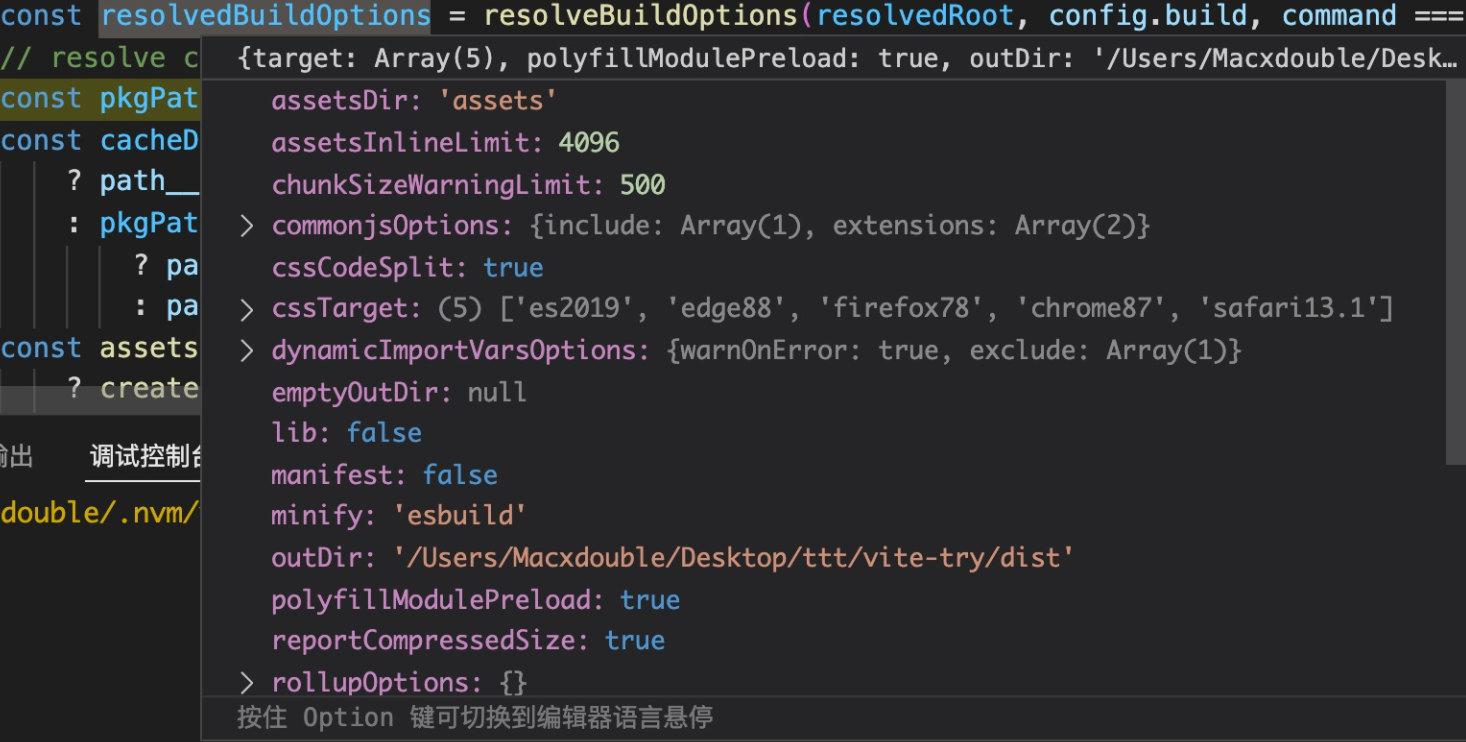 const resolvedBuildOptions = resolveBuildOptions(resolvedRoot, config.build, command ===
// resolve c
{target: Array(5), polyfillModulePreload: true, outDir: '/Users/Macxdouble/Desk…
const pkgPat
assetsDir: 'assets'
const cacheD
assetsInlineLimit: 4096
? path__
chunkSizeWarningLimit: 500
: pkgPat
> commonjsOptions: {include: Array(1), extensions: Array(2)}
? pa
cssCodeSplit: true
: pa
> cssTarget: (5) ['es2019', 'edge88', 'firefox78', 'chrome87', 'safari13.1']
const assets
> dynamicImportVarsOptions: {warnOnError: true, exclude: Array(1)}
? create
emptyOutDir: null
lib: false
输出 调试控制台
manifest: false
double/.nvm/
minify: 'esbuild'
outDir: '/Users/Macxdouble/Desktop/ttt/vite-try/dist'
polyfillModulePreload: true
reportCompressedSize: true
> rollupOptions: {}
按住 Option 键可切换到编辑器语言悬停